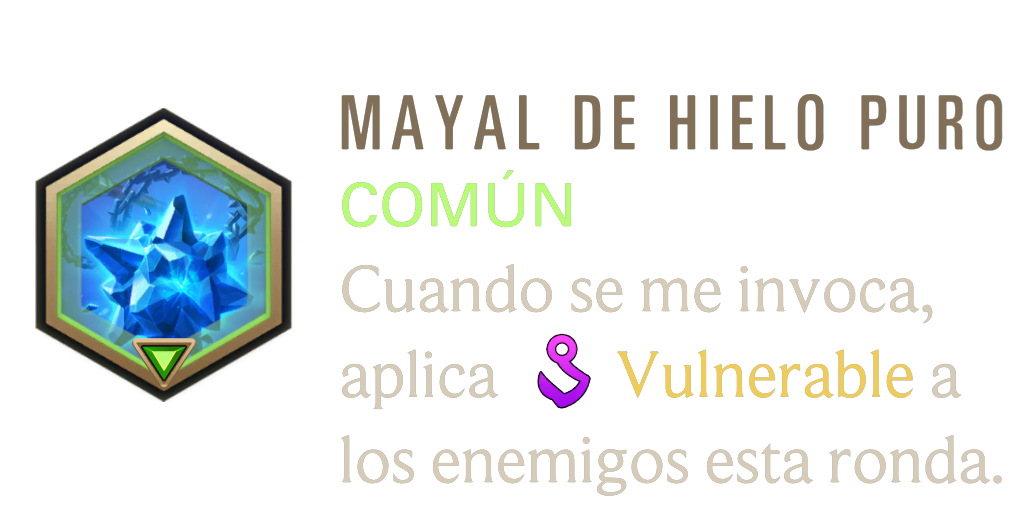 MAYAL DE HIELO PURO
COMÚN
Cuando se me invoca,
aplica Vulnerable a
los enemigos esta ronda.